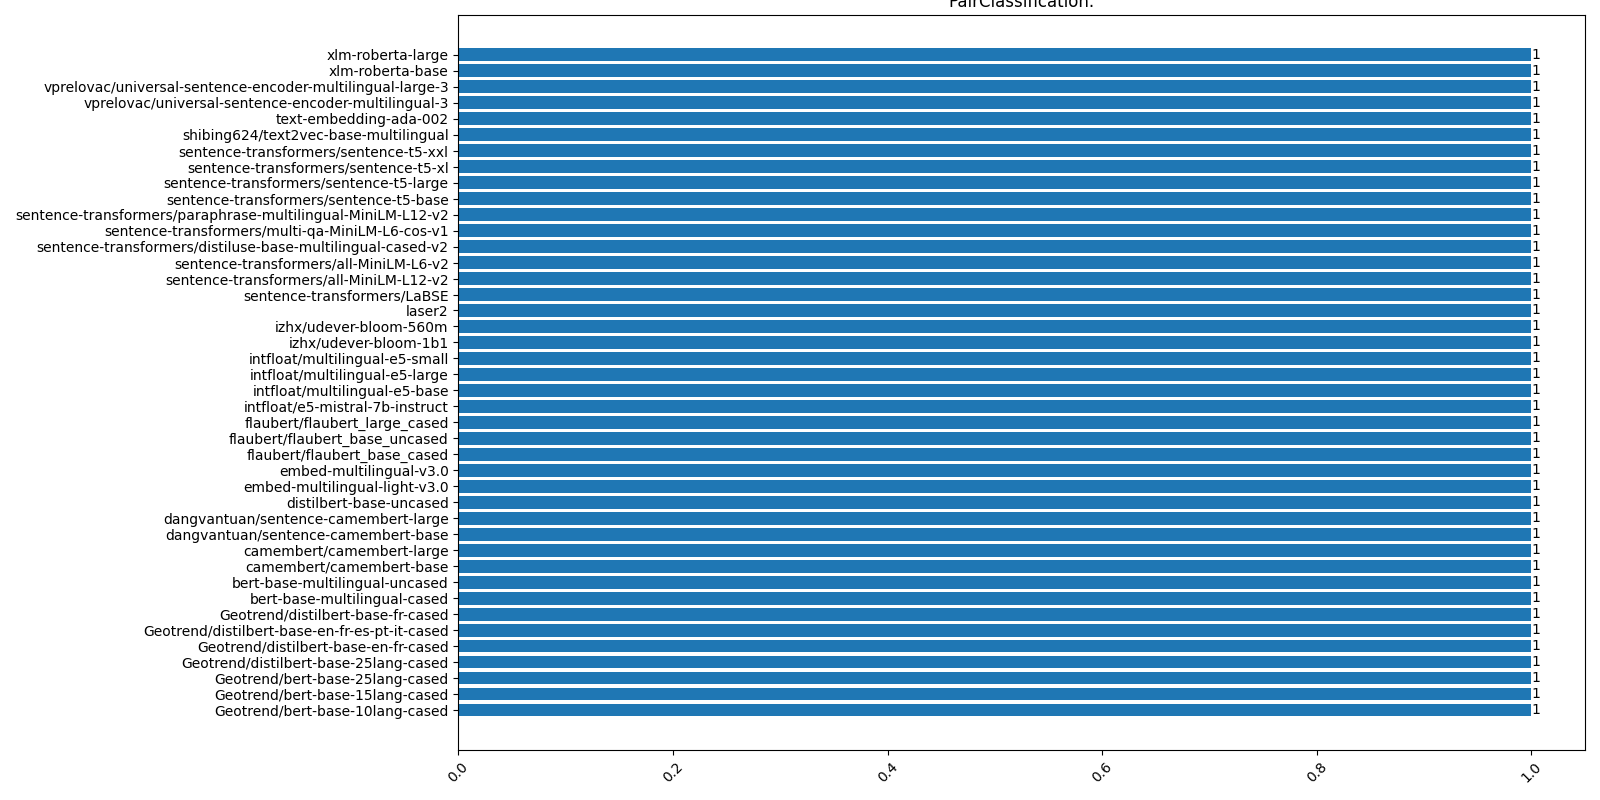 PairClassification.
xlm-roberta-large 1
xlm-roberta-base 1
vprelovac/universal-sentence-encoder-multilingual-large-3 1
vprelovac/universal-sentence-encoder-multilingual-3 1
text-embedding-ada-002 1
shibing624/text2vec-base-multilingual 1
sentence-transformers/sentence-t5-xxl 1
sentence-transformers/sentence-t5-xl 1
sentence-transformers/sentence-t5-large 1
sentence-transformers/sentence-t5-base 1
sentence-transformers/paraphrase-multilingual-MiniLM-L12-v2 1
sentence-transformers/multi-qa-MiniLM-L6-cos-v1 1
sentence-transformers/distiluse-base-multilingual-cased-v2 1
sentence-transformers/all-MiniLM-L6-v2 1
sentence-transformers/all-MiniLM-L12-v2 1
sentence-transformers/LaBSE 1
laser2 1
izhx/udever-bloom-560m 1
izhx/udever-bloom-1b1 1
intfloat/multilingual-e5-small 1
intfloat/multilingual-e5-large 1
intfloat/multilingual-e5-base 1
intfloat/e5-mistral-7b-instruct 1
flaubert/flaubert_large_cased 1
flaubert/flaubert_base_uncased 1
flaubert/flaubert_base_cased 1
embed-multilingual-v3.0 1
embed-multilingual-light-v3.0 1
distilbert-base-uncased 1
dangvantuan/sentence-camembert-large 1
dangvantuan/sentence-camembert-base 1
camembert/camembert-large 1
camembert/camembert-base 1
bert-base-multilingual-uncased 1
bert-base-multilingual-cased 1
Geotrend/distilbert-base-fr-cased 1
Geotrend/distilbert-base-en-fr-es-pt-it-cased 1
Geotrend/distilbert-base-en-fr-cased 1
Geotrend/distilbert-base-25lang-cased 1
Geotrend/bert-base-25lang-cased 1
Geotrend/bert-base-15lang-cased 1
Geotrend/bert-base-10lang-cased 1
0.0 0.2 0.4 0.6 0.8 1.0